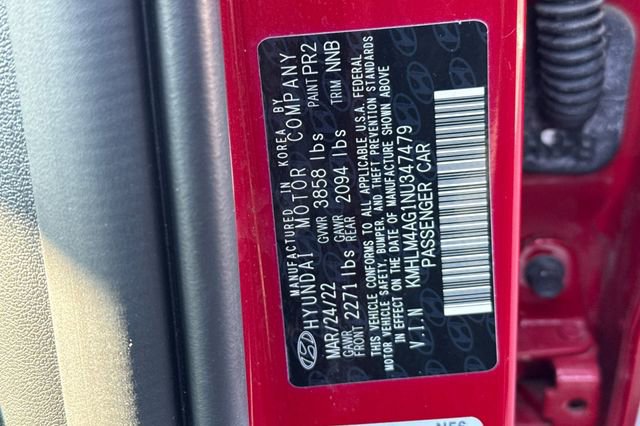 MANUFACTURED IN KOREA BY
HYUNDAI MOTOR COMPANY
MAR/24/22 GVWR 3858 lbs PAINT PR2
GAWR FRONT 2271 lbs GAWR REAR 2094 lbs TRIM NNB
THIS VEHICLE CONFORMS TO ALL APPLICABLE U.S.A. FEDERAL
MOTOR VEHICLE SAFETY, BUMPER, AND THEFT PREVENTION STANDARDS
IN EFFECT ON THE DATE OF MANUFACTURE SHOWN ABOVE
V.I.N KMHLM4AG1NU347479
PASSENGER CAR